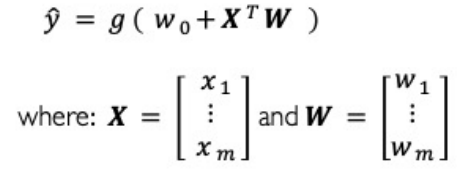 ŷ = g ( w₀ + Xᵀ W )
where: X = [ x₁ ⋮ xₘ ] and W = [ w₁ ⋮ wₘ ]